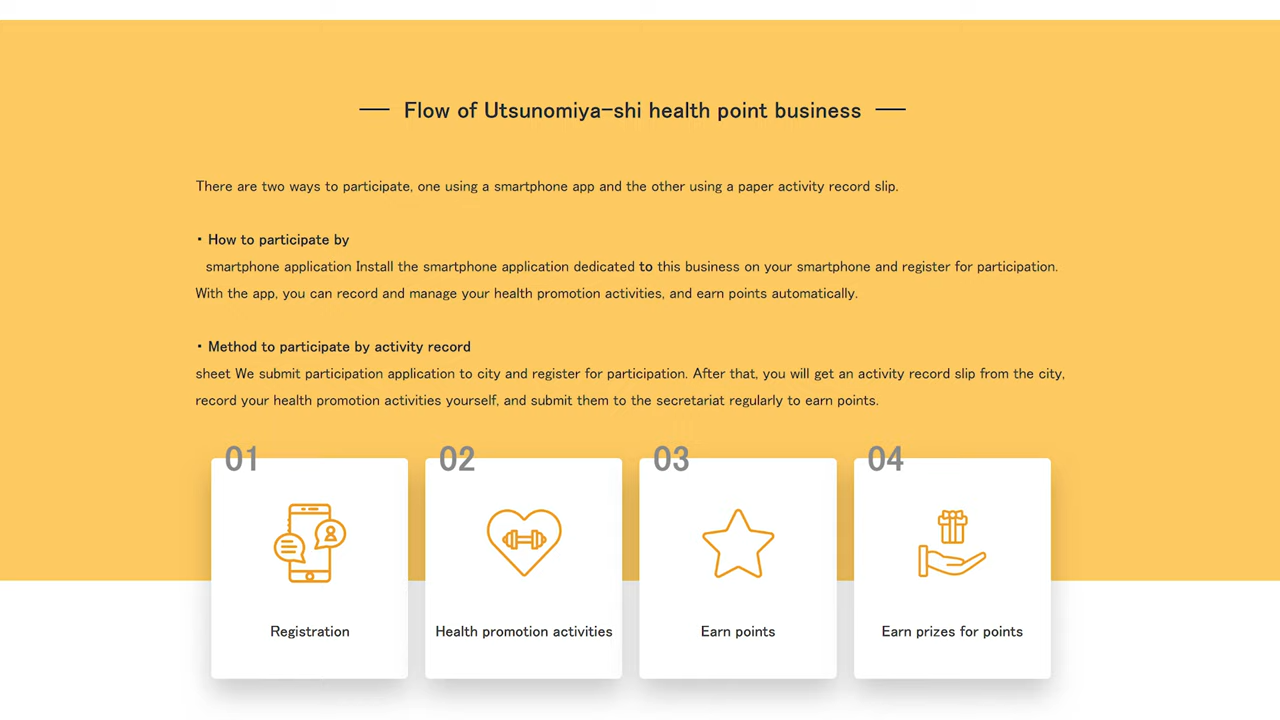 Flow of Utsunomiya-shi health point business
There are two ways to participate, one using a smartphone app and the other using a paper activity record slip.
・How to participate by
smartphone application Install the smartphone application dedicated to this business on your smartphone and register for participation.
With the app, you can record and manage your health promotion activities, and earn points automatically.
・Method to participate by activity record
sheet We submit participation application to city and register for participation. After that, you will get an activity record slip from the city,
record your health promotion activities yourself, and submit them to the secretariat regularly to earn points.
01
Registration
02
Health promotion activities
03
Earn points
04
Earn prizes for points